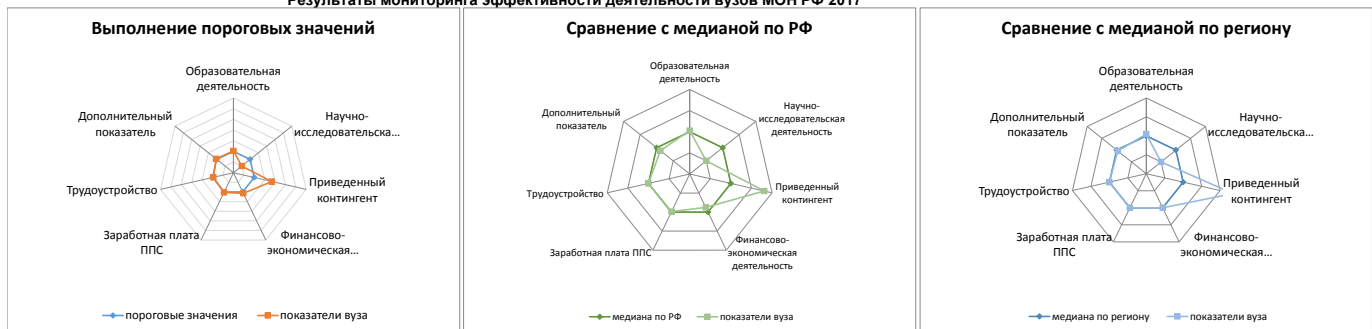 Результаты мониторинга эффективности деятельности вузов МОН РФ 2017
Выполнение пороговых значений
Образовательная
деятельность
Научно-
исследовательска...
Приведенный
контингент
Финансово-
экономическая...
Заработная плата
ППС
Трудоустройство
Дополнительный
показатель
пороговые значения
показатели вуза
Сравнение с медианой по РФ
Образовательная
деятельность
Научно-
исследовательская
деятельность
Приведенный
контингент
Финансово-
экономическая
деятельность
Заработная плата ППС
Трудоустройство
Дополнительный
показатель
медиана по РФ
показатели вуза
Сравнение с медианой по региону
Образовательная
деятельность
Научно-
исследовательска...
Приведенный
контингент
Финансово-
экономическая...
Заработная плата
ППС
Трудоустройство
Дополнительный
показатель
медиана по региону
показатели вуза